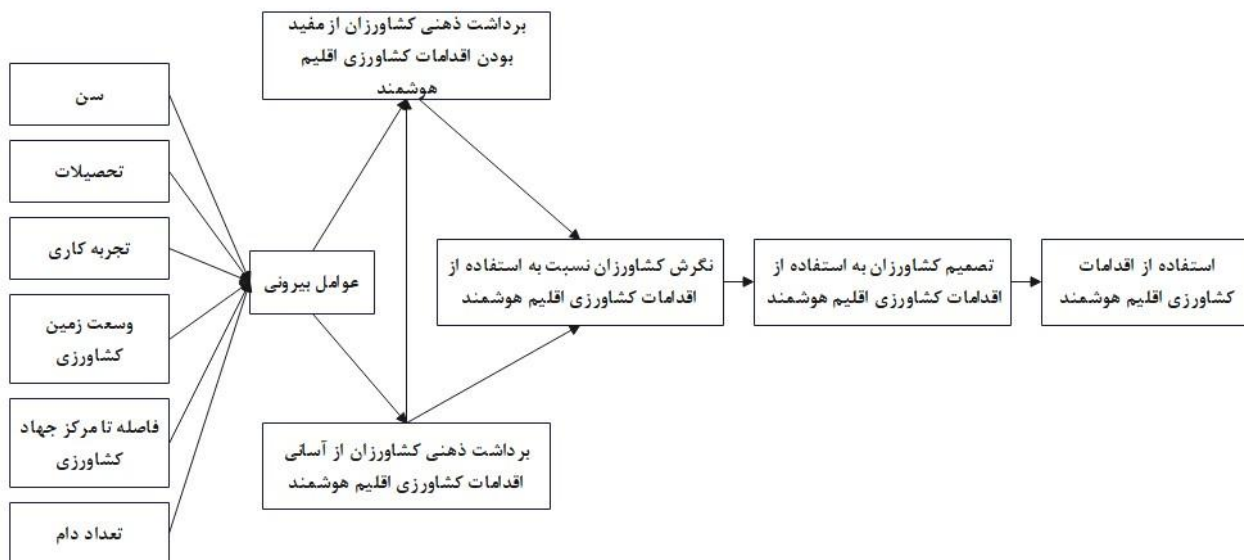 سن
تحصیلات
تجربه کاری
وسعت زمین
کشاورزی
فاصله تا مرکز جهاد
کشاورزی
تعداد دام
عوامل بیرونی
برداشت ذهنی کشاورزان از مفید
بودن اقدامات کشاورزی اقلیم
هوشمند
برداشت ذهنی کشاورزان از آسانی
اقدامات کشاورزی اقلیم هوشمند
نگرش کشاورزان نسبت به استفاده از
اقدامات کشاورزی اقلیم هوشمند
تصمیم کشاورزان به استفاده از
اقدامات کشاورزی اقلیم هوشمند
استفاده از اقدامات
کشاورزی اقلیم هوشمند